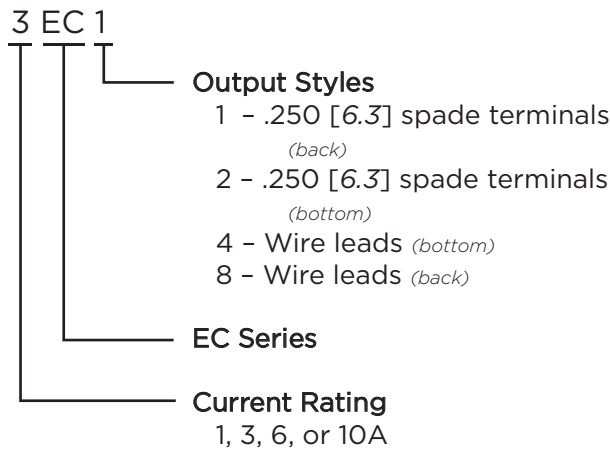 3 EC 1
Output Styles
1 – .250 [6.3] spade terminals
(back)
2 – .250 [6.3] spade terminals
(bottom)
4 – Wire leads (bottom)
8 – Wire leads (back)
EC Series
Current Rating
1, 3, 6, or 10A